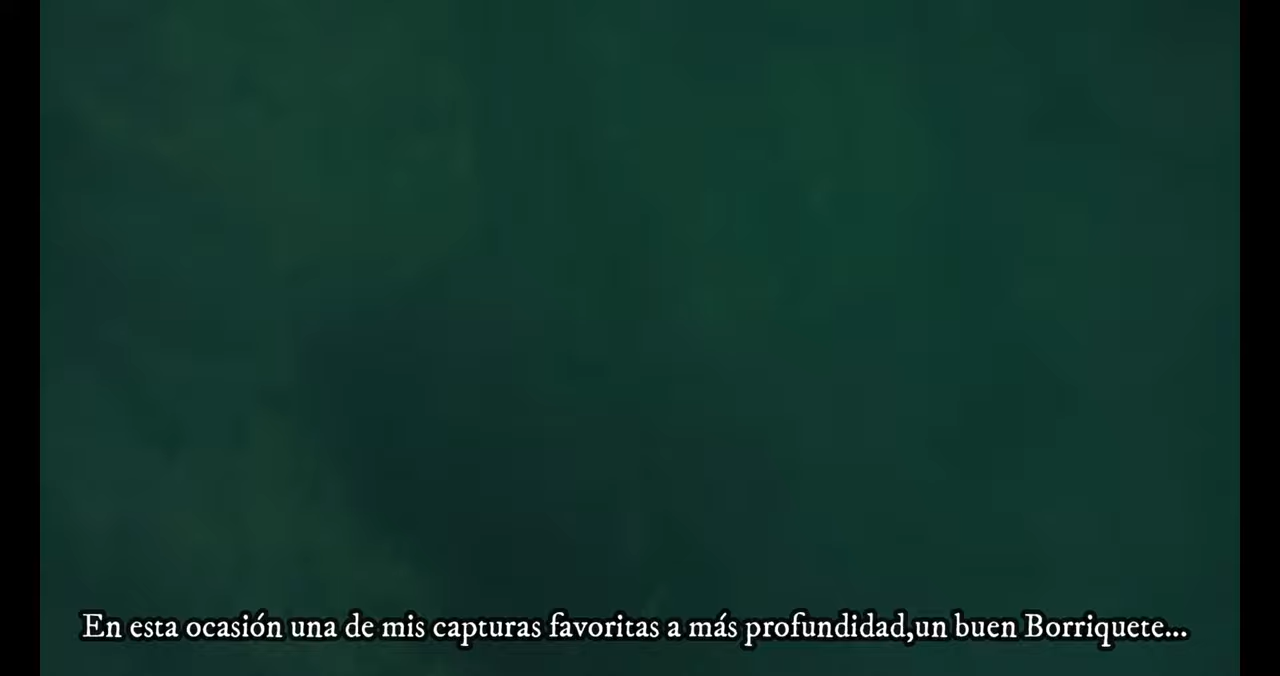 En esta ocasión una de mis capturas favoritas a más profundidad,un buen Borriquete...